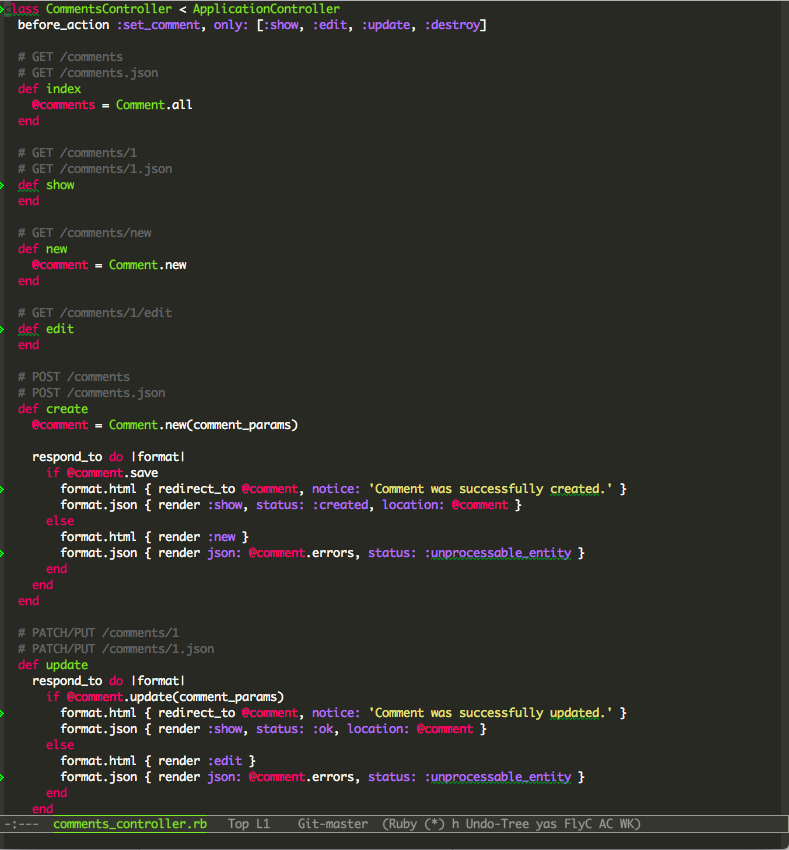 class CommentsController < ApplicationController
  before_action :set_comment, only: [:show, :edit, :update, :destroy]

  # GET /comments
  # GET /comments.json
  def index
    @comments = Comment.all
  end

  # GET /comments/1
  # GET /comments/1.json
  def show
  end

  # GET /comments/new
  def new
    @comment = Comment.new
  end

  # GET /comments/1/edit
  def edit
  end

  # POST /comments
  # POST /comments.json
  def create
    @comment = Comment.new(comment_params)

    respond_to do |format|
      if @comment.save
        format.html { redirect_to @comment, notice: 'Comment was successfully created.' }
        format.json { render :show, status: :created, location: @comment }
      else
        format.html { render :new }
        format.json { render json: @comment.errors, status: :unprocessable_entity }
      end
    end
  end

  # PATCH/PUT /comments/1
  # PATCH/PUT /comments/1.json
  def update
    respond_to do |format|
      if @comment.update(comment_params)
        format.html { redirect_to @comment, notice: 'Comment was successfully updated.' }
        format.json { render :show, status: :ok, location: @comment }
      else
        format.html { render :edit }
        format.json { render json: @comment.errors, status: :unprocessable_entity }
      end
    end
-:---  comments_controller.rb   Top L1    Git-master  (Ruby (*) h Undo-Tree yas FlyC AC WK)